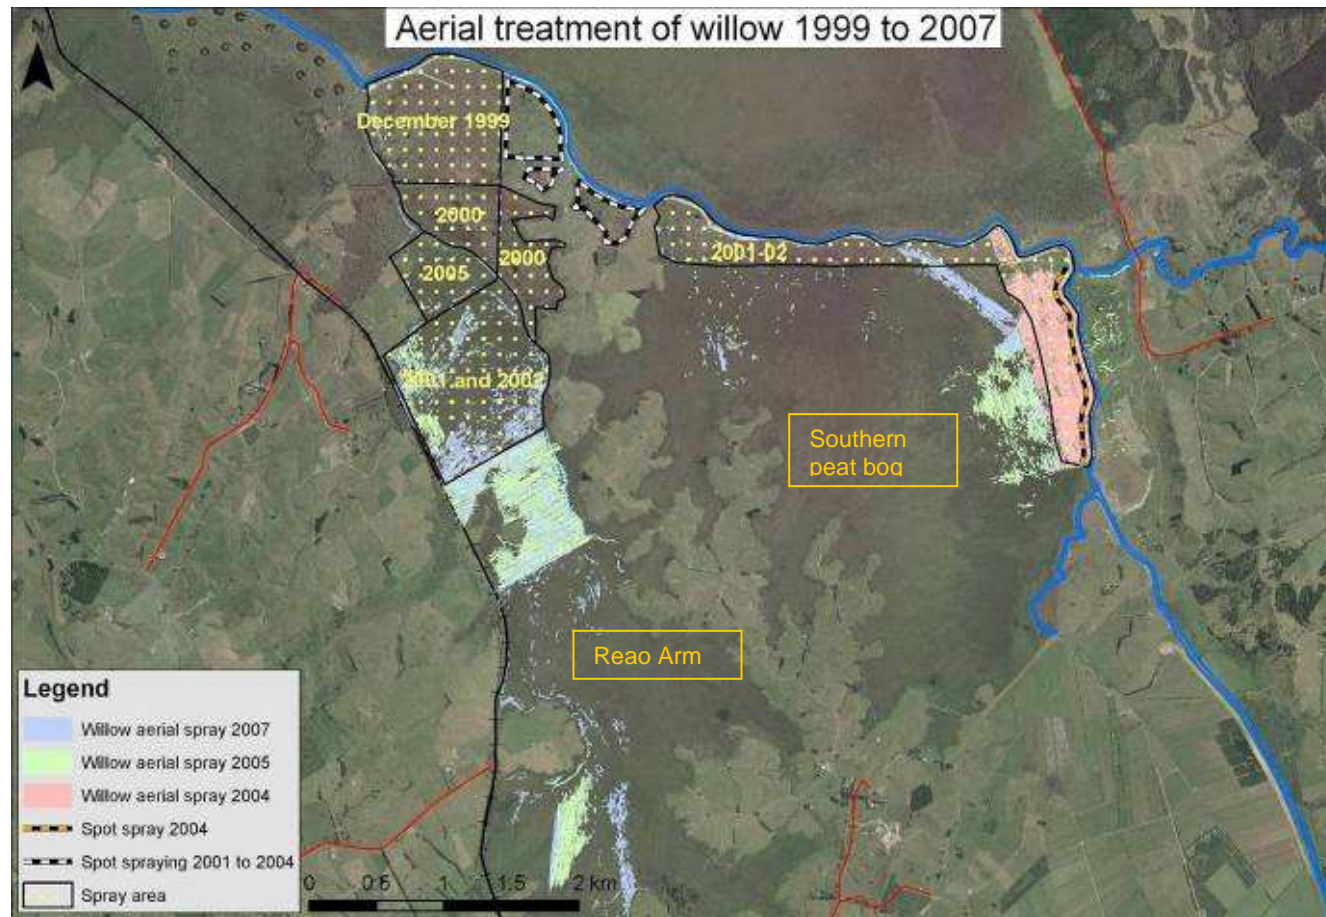 Aerial treatment of willow 1999 to 2007
N
December 1999
2000
2000
2005
2001-02
2001 and 2002
Southern
peat bog
Reao Arm
Legend
Willow aerial spray 2007
Willow aerial spray 2005
Willow aerial spray 2004
Spot spray 2004
Spot spraying 2001 to 2004
Spray area
0 0.5 1 1.5 2 km